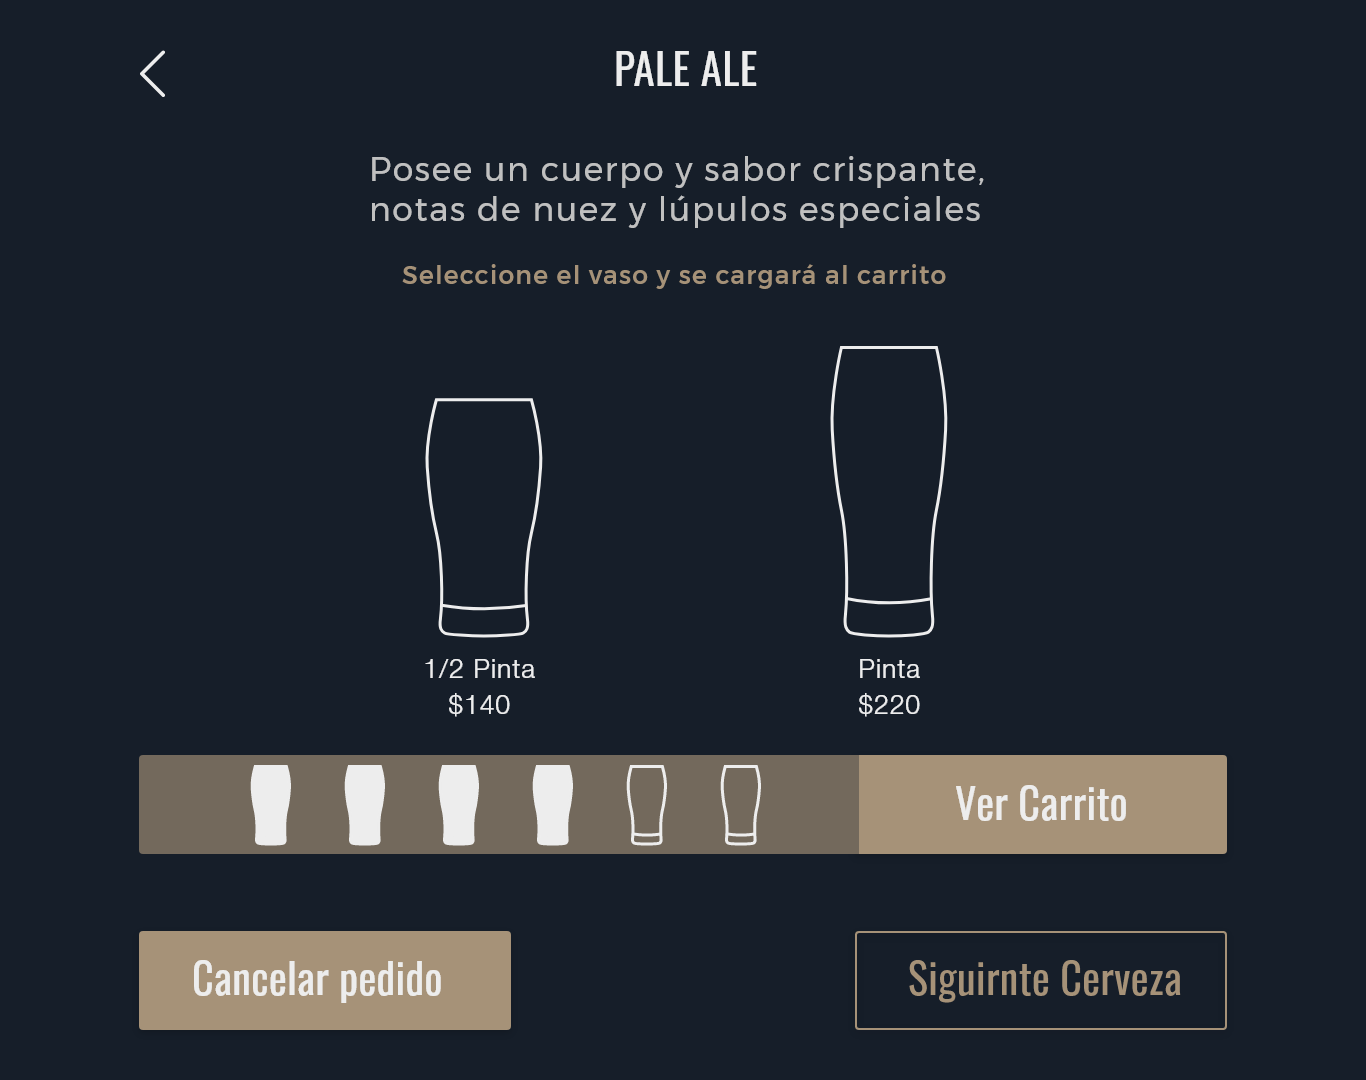 PALE ALE
Posee un cuerpo y sabor crispante,
notas de nuez y lúpulos especiales
Seleccione el vaso y se cargará al carrito
1/2 Pinta
$140
Pinta
$220
Ver Carrito
Cancelar pedido
Siguirnte Cerveza